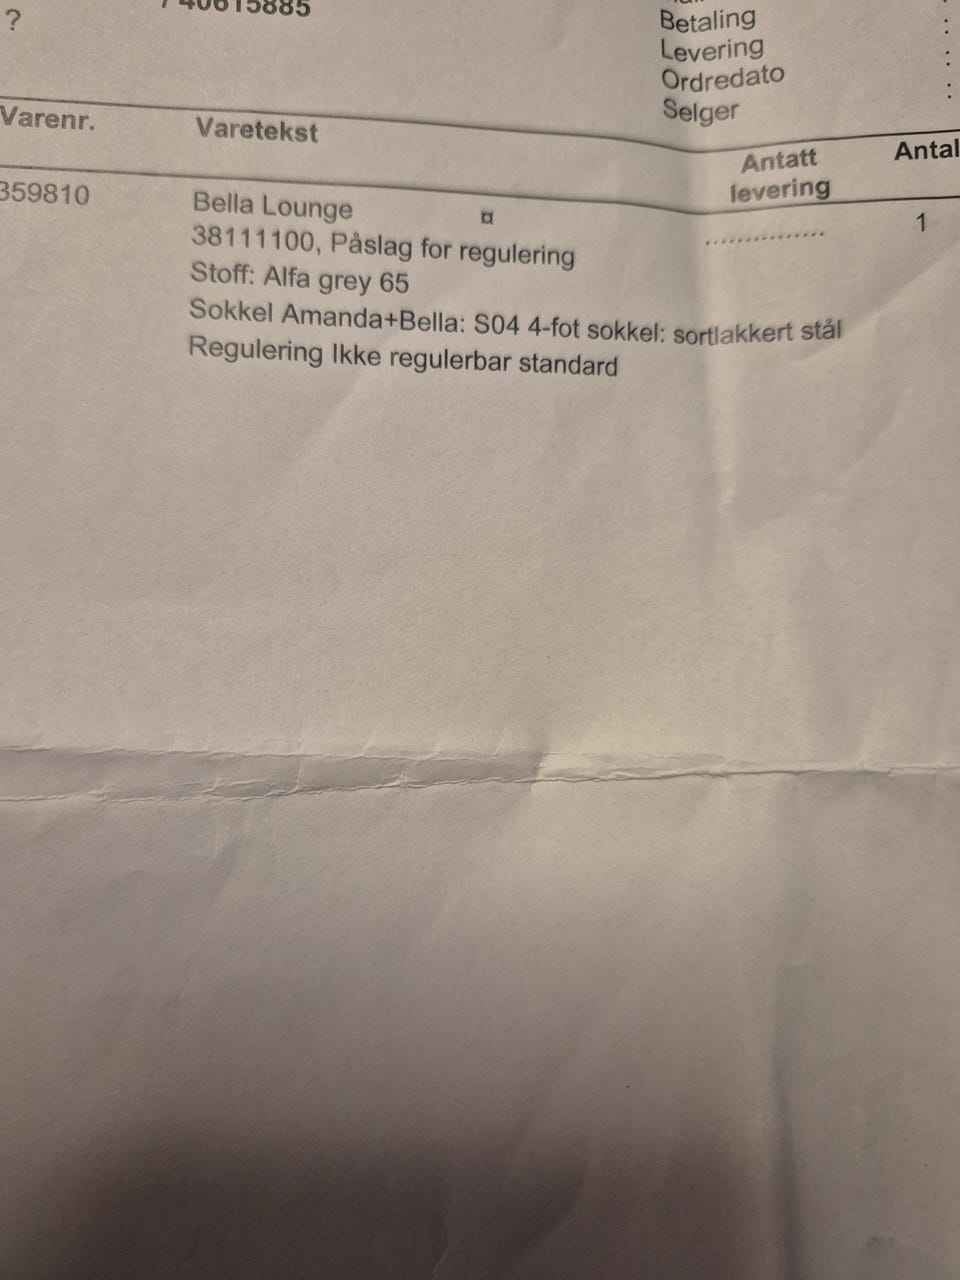 ?
Betaling :
Levering :
Ordredato :
Selger
Varenr. Varetekst Antatt levering
359810 Bella Lounge ¤ ............... 1
38111100, Påslag for regulering
Stoff: Alfa grey 65
Sokkel Amanda+Bella: S04 4-fot sokkel: sortlakkert stål
Regulering Ikke regulerbar standard